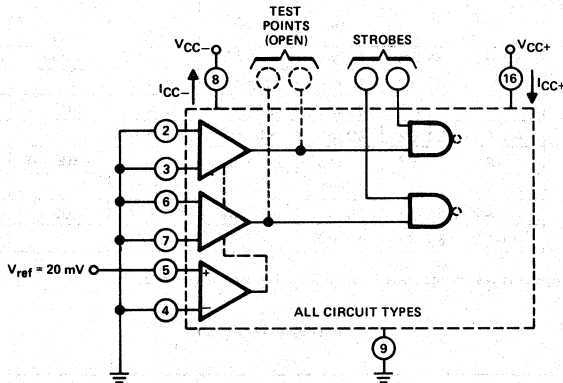 TEST
POINTS
(OPEN)
STROBES
VCC–
VCC+
8
16
ICC–
ICC+
2
3
6
7
Vref = 20 mV
5
+
4
–
ALL CIRCUIT TYPES
9